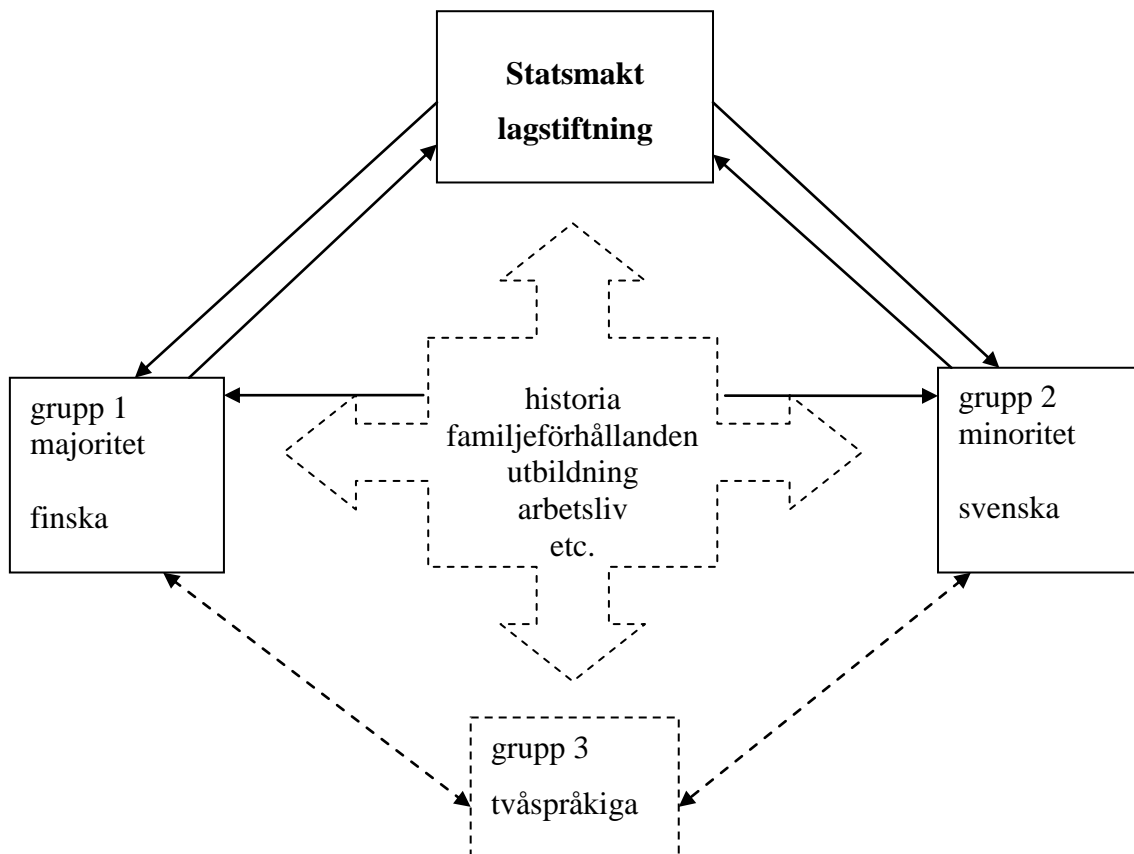 Statsmakt
lagstiftning
grupp 1
majoritet
finska
historia
familjeförhållanden
utbildning
arbetsliv
etc.
grupp 2
minoritet
svenska
grupp 3
tvåspråkiga